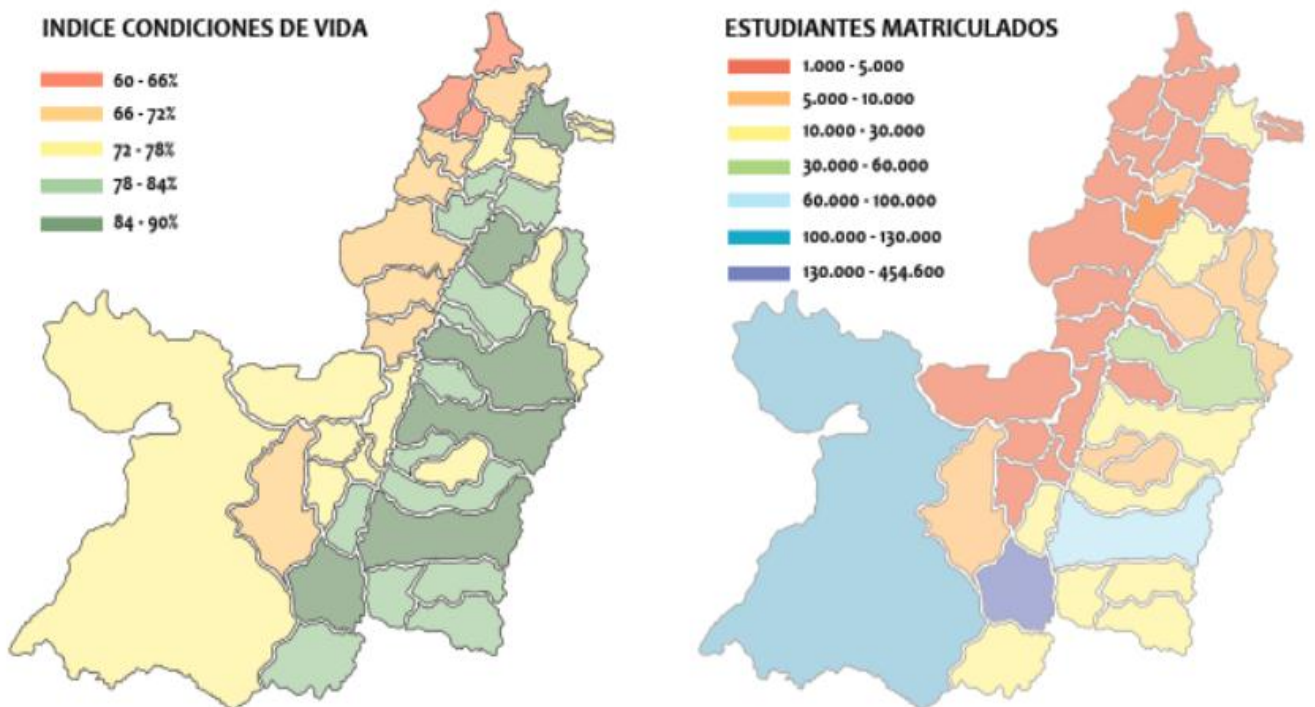 INDICE CONDICIONES DE VIDA
60 - 66%
66 - 72%
72 - 78%
78 - 84%
84 - 90%
ESTUDIANTES MATRICULADOS
1.000 - 5.000
5.000 - 10.000
10.000 - 30.000
30.000 - 60.000
60.000 - 100.000
100.000 - 130.000
130.000 - 454.600